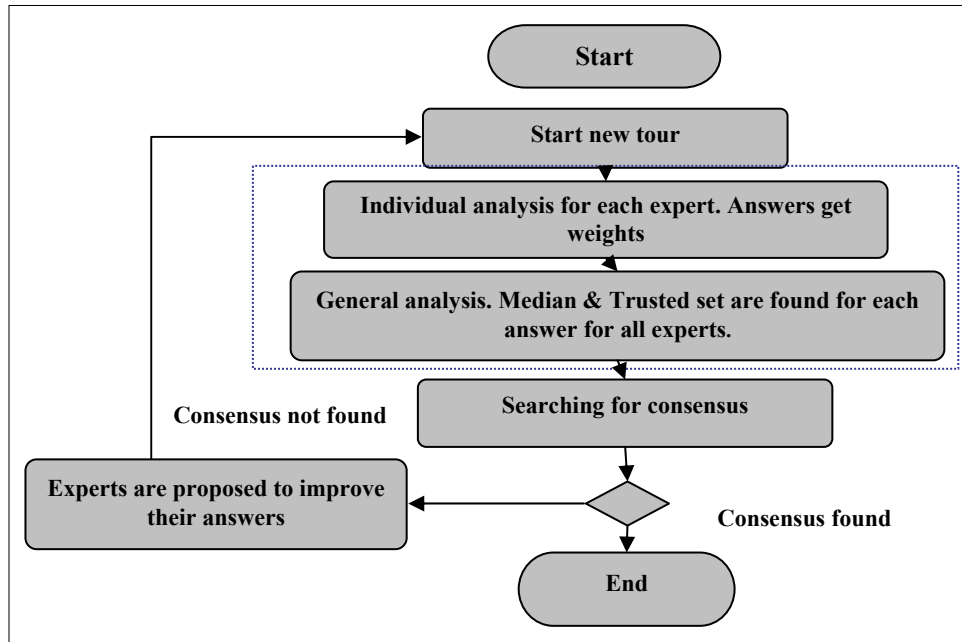 Start
Start new tour
Individual analysis for each expert. Answers get
weights
General analysis. Median & Trusted set are found for each
answer for all experts.
Searching for consensus
Consensus not found
Experts are proposed to improve
their answers
Consensus found
End